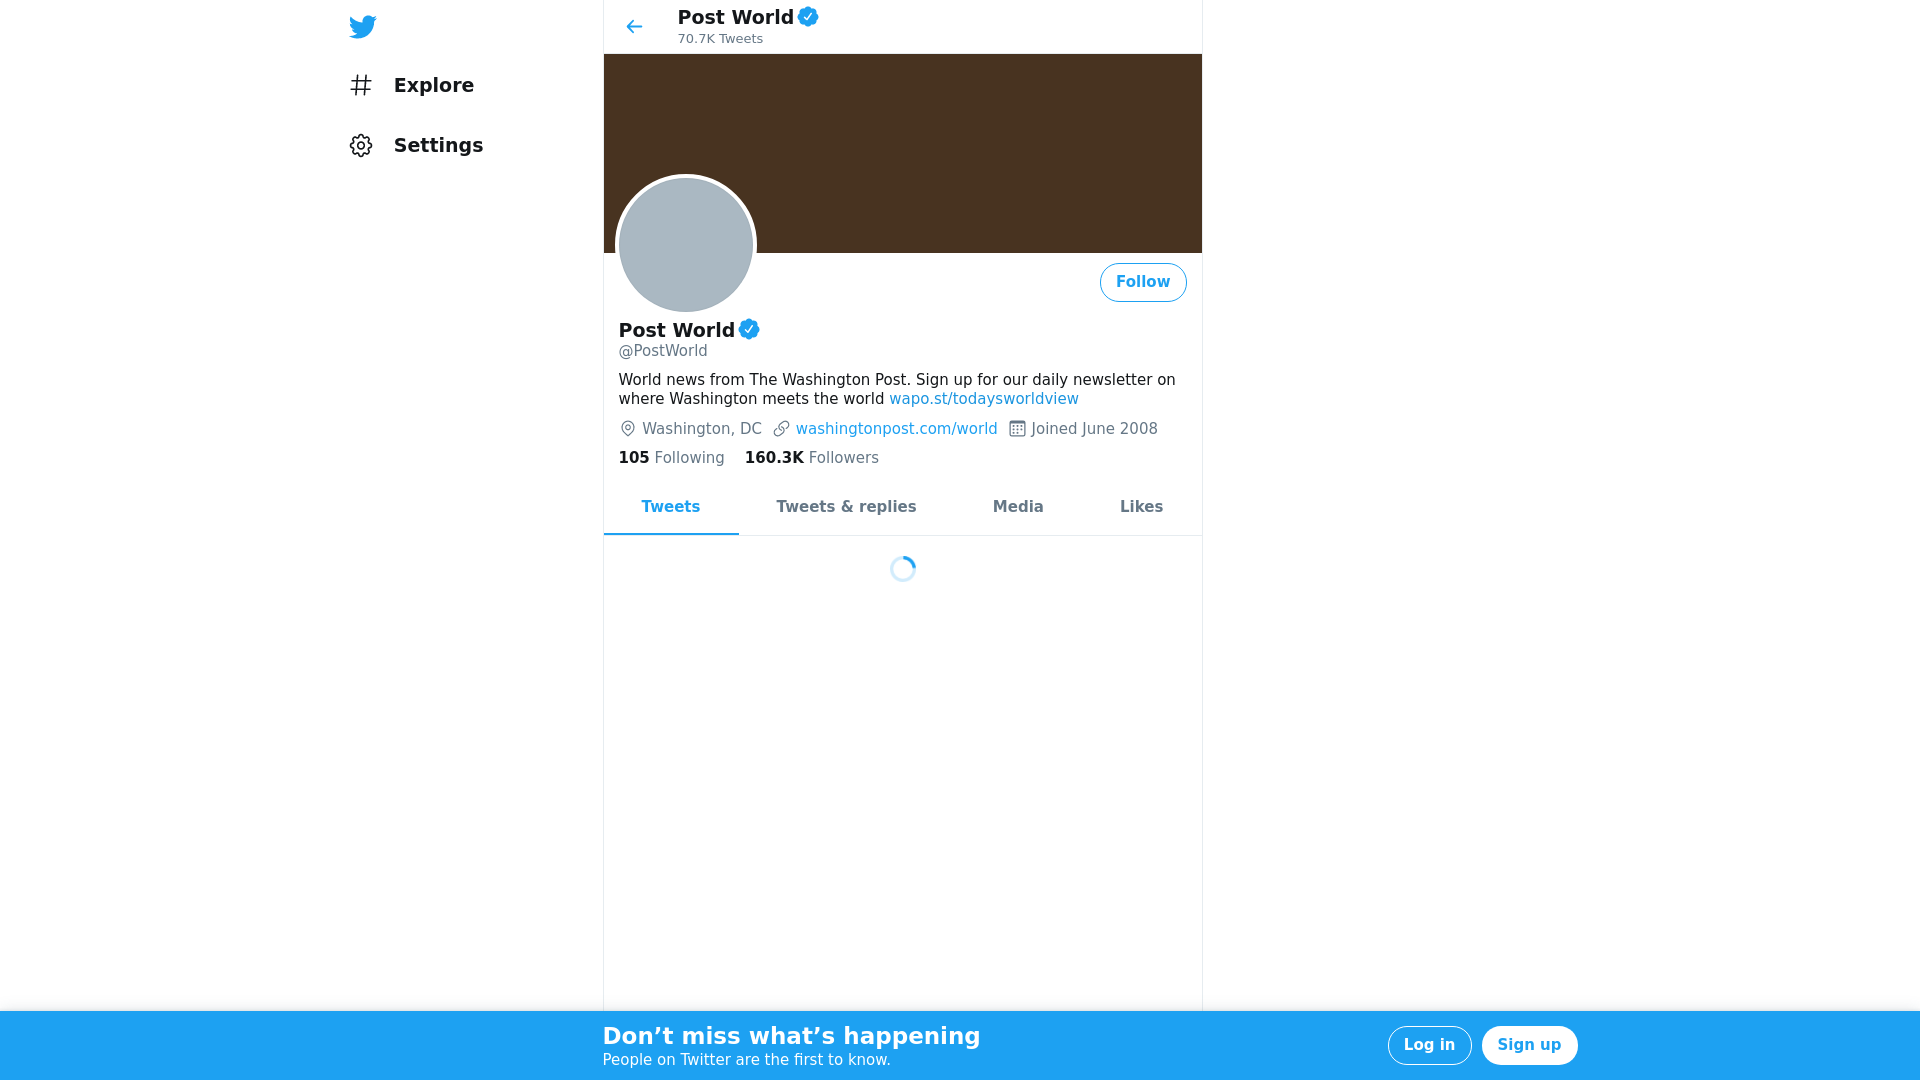 Post World
70.7K Tweets
Explore
Settings
Follow
Post World
@PostWorld
World news from The Washington Post. Sign up for our daily newsletter on
where Washington meets the world wapo.st/todaysworldview
Washington, DC washingtonpost.com/world Joined June 2008
105 Following 160.3K Followers
Tweets Tweets & replies Media Likes
Don’t miss what’s happening
People on Twitter are the first to know.
Log in Sign up